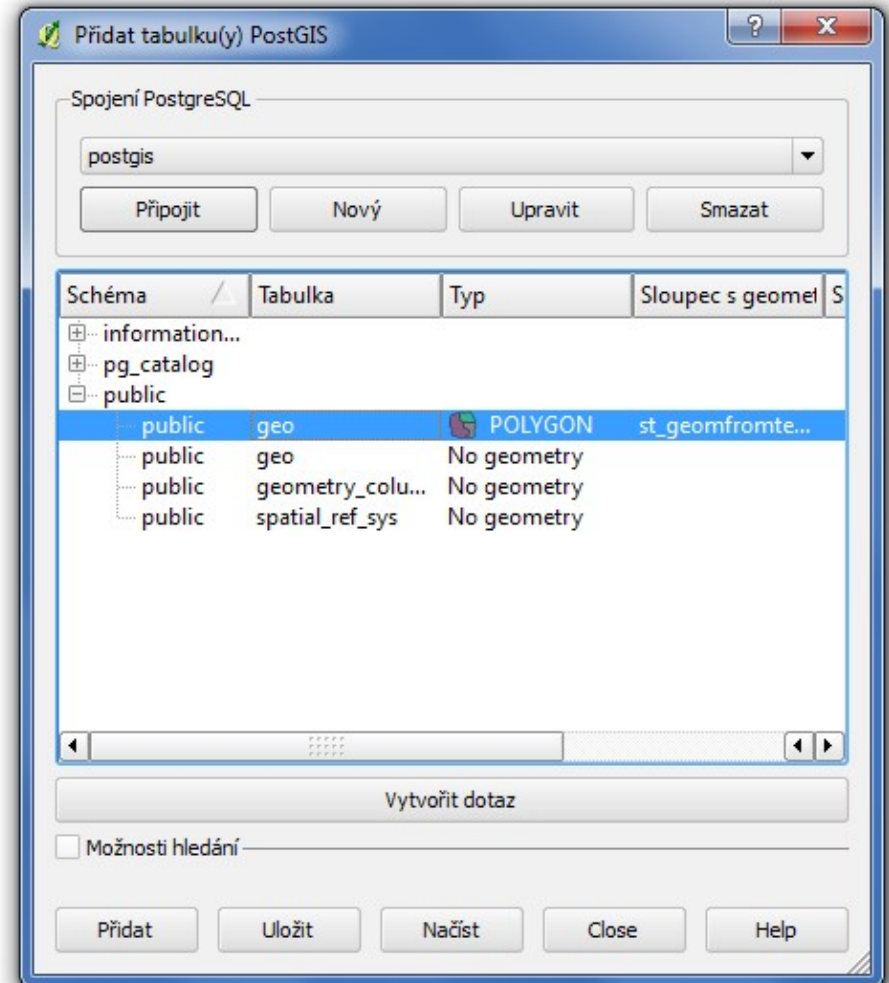 Přidat tabulku(y) PostGIS
Spojení PostgreSQL
postgis
Připojit Nový Upravit Smazat
Schéma Tabulka Typ Sloupec s geomet S
information...
pg_catalog
public
public geo POLYGON st_geomfromte...
public geo No geometry
public geometry_colu... No geometry
public spatial_ref_sys No geometry
Vytvořit dotaz
Možnosti hledání
Přidat Uložit Načíst Close Help